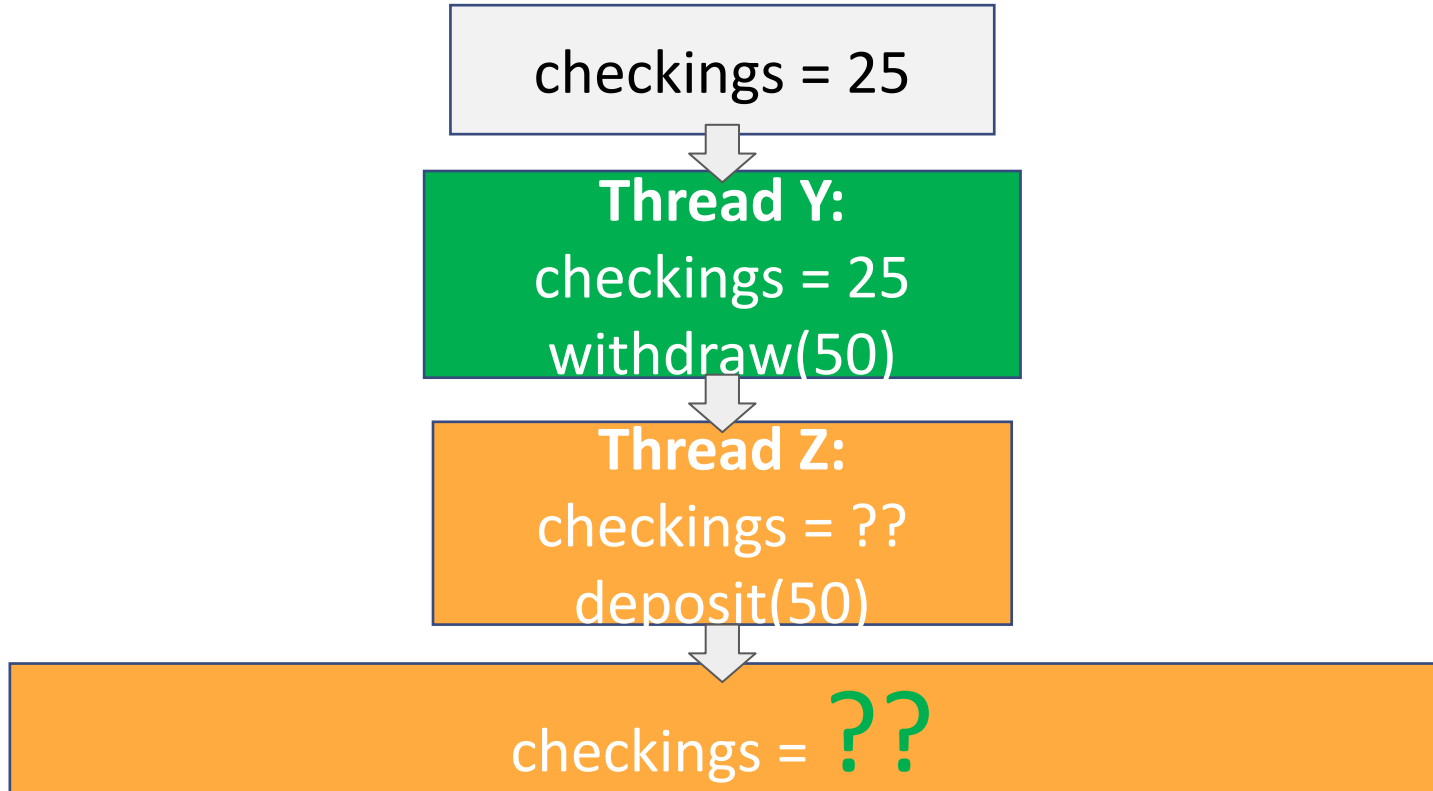 checkings = 25
Thread Y:
checkings = 25
withdraw(50)
Thread Z:
checkings = ??
deposit(50)
checkings = ??